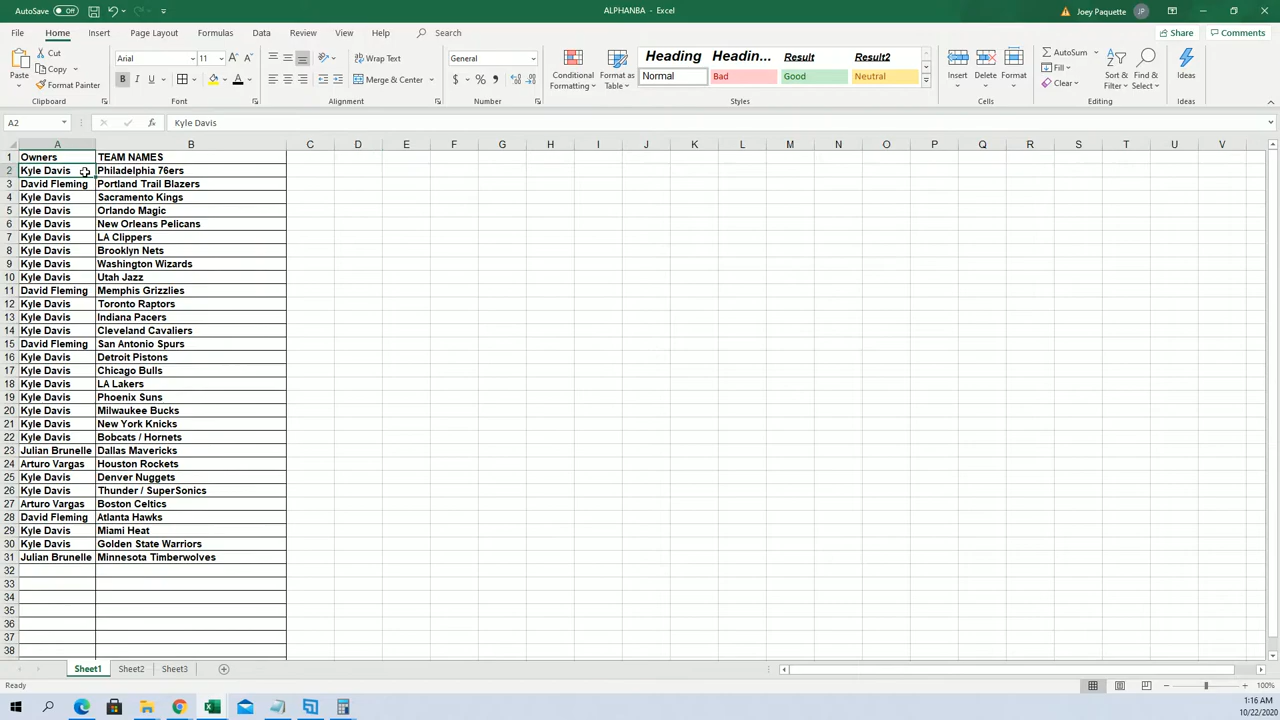 AutoSave Off ALPHANBA - Excel Joey Paquette JP
File Home Insert Page Layout Formulas Data Review View Help Search Share Comments
Paste Cut Copy Format Painter Clipboard
Arial 11 A A B I U A Font
Wrap Text Merge & Center Alignment
General $ % , Number
Conditional Formatting Format as Table
Heading Headin... Result Result2
Normal Bad Good Neutral Styles
Insert Delete Format Cells
AutoSum Fill Clear Sort & Filter Find & Select Editing
Ideas Ideas
A2 fx Kyle Davis
A B C D E F G H I J K L M N O P Q R S T U V
1 Owners TEAM NAMES
2 Kyle Davis Philadelphia 76ers
3 David Fleming Portland Trail Blazers
4 Kyle Davis Sacramento Kings
5 Kyle Davis Orlando Magic
6 Kyle Davis New Orleans Pelicans
7 Kyle Davis LA Clippers
8 Kyle Davis Brooklyn Nets
9 Kyle Davis Washington Wizards
10 Kyle Davis Utah Jazz
11 David Fleming Memphis Grizzlies
12 Kyle Davis Toronto Raptors
13 Kyle Davis Indiana Pacers
14 Kyle Davis Cleveland Cavaliers
15 David Fleming San Antonio Spurs
16 Kyle Davis Detroit Pistons
17 Kyle Davis Chicago Bulls
18 Kyle Davis LA Lakers
19 Kyle Davis Phoenix Suns
20 Kyle Davis Milwaukee Bucks
21 Kyle Davis New York Knicks
22 Kyle Davis Bobcats / Hornets
23 Julian Brunelle Dallas Mavericks
24 Arturo Vargas Houston Rockets
25 Kyle Davis Denver Nuggets
26 Kyle Davis Thunder / SuperSonics
27 Arturo Vargas Boston Celtics
28 David Fleming Atlanta Hawks
29 Kyle Davis Miami Heat
30 Kyle Davis Golden State Warriors
31 Julian Brunelle Minnesota Timberwolves
32
33
34
35
36
37
38
Sheet1 Sheet2 Sheet3
Ready 100%
1:16 AM
10/22/2020